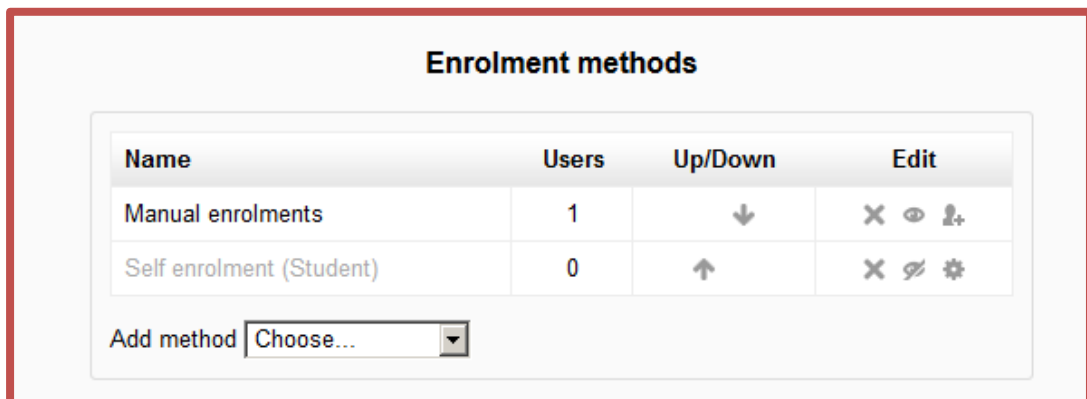 Enrolment methods
Name Users Up/Down Edit
Manual enrolments 1
Self enrolment (Student) 0
Add method Choose...